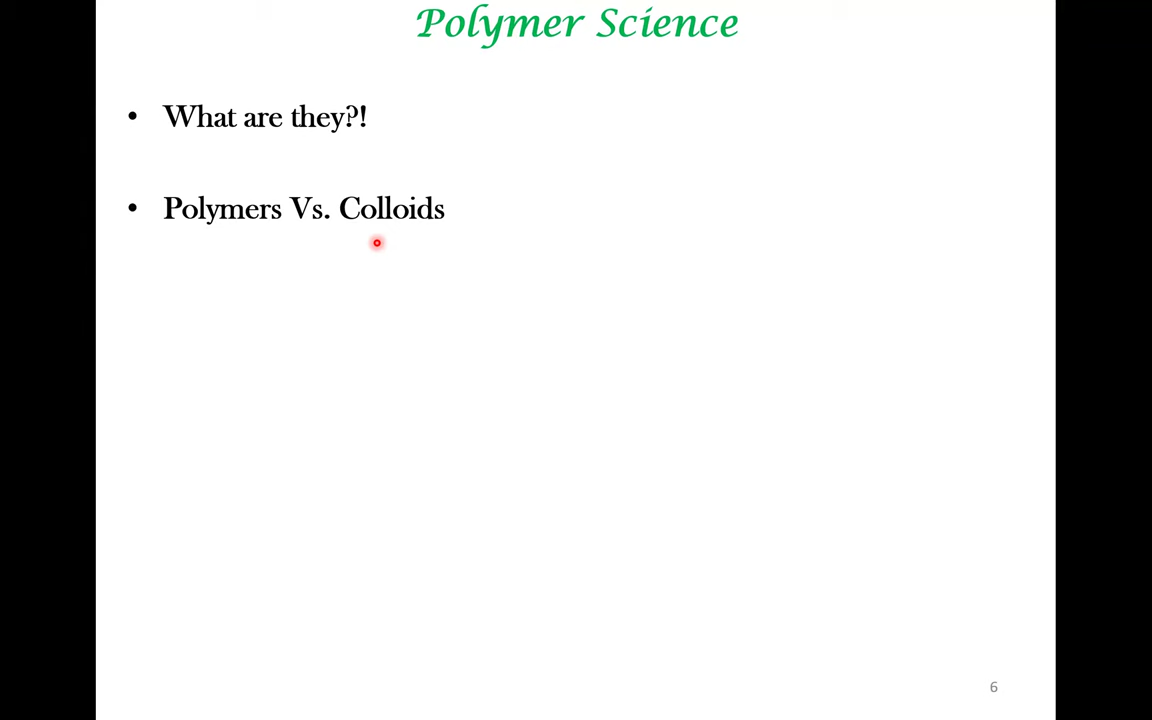 Polymer Science
• What are they?!
• Polymers Vs. Colloids
6